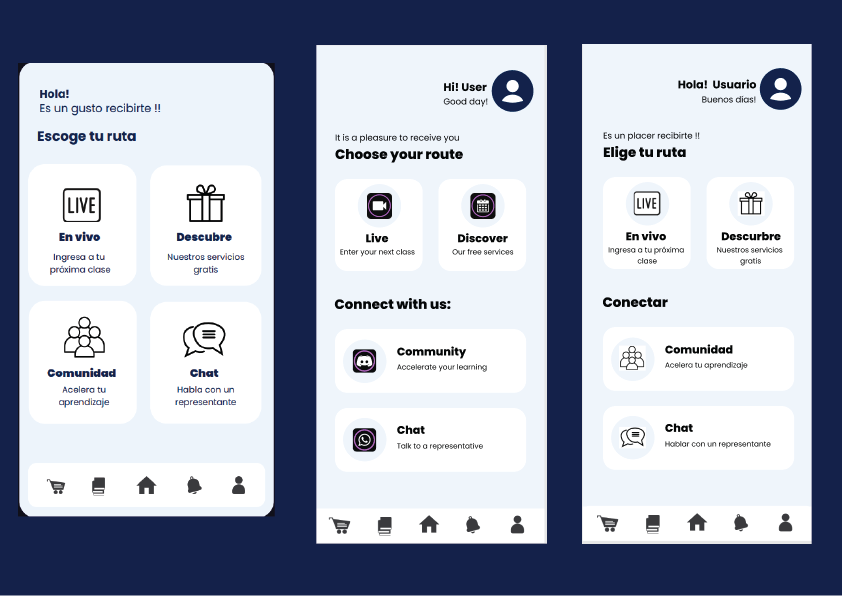 Hola!
Es un gusto recibirte !!
Escoge tu ruta
LIVE
En vivo
Ingresa a tu
próxima clase
Descubre
Nuestros servicios
gratis
Comunidad
Acelera tu
aprendizaje
Chat
Habla con un
representante
Hi! User
Good day!
It is a pleasure to receive you
Choose your route
Live
Enter your next class
Discover
Our free services
Connect with us:
Community
Accelerate your learning
Chat
Talk to a representative
Hola! Usuario
Buenos dias!
Es un placer recibirte !!
Elige tu ruta
LIVE
En vivo
Ingresa a tu próxima
clase
Descurbre
Nuestros servicios
gratis
Conectar
Comunidad
Acelera tu aprendizaje
Chat
Hablar con un representante